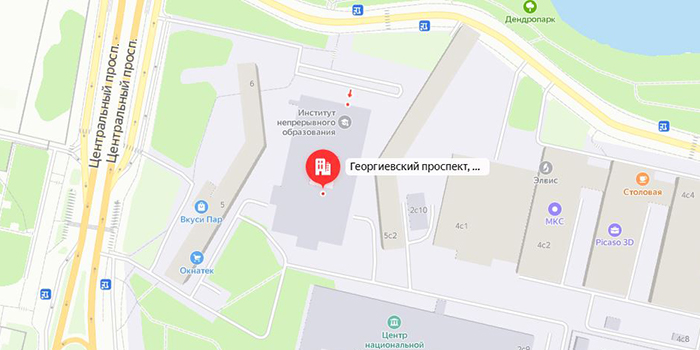 Дендропарк
Центральный просп.
Центральный просп.
6
Институт
непрерывного
образования
Георгиевский проспект, ...
Элвис
Столовая
4с4
5
Вкуси Пар
2с10
МКС
5с2
4с1
4с2
Picaso 3D
Окнатек
Центр
национальной
4с8
2с9